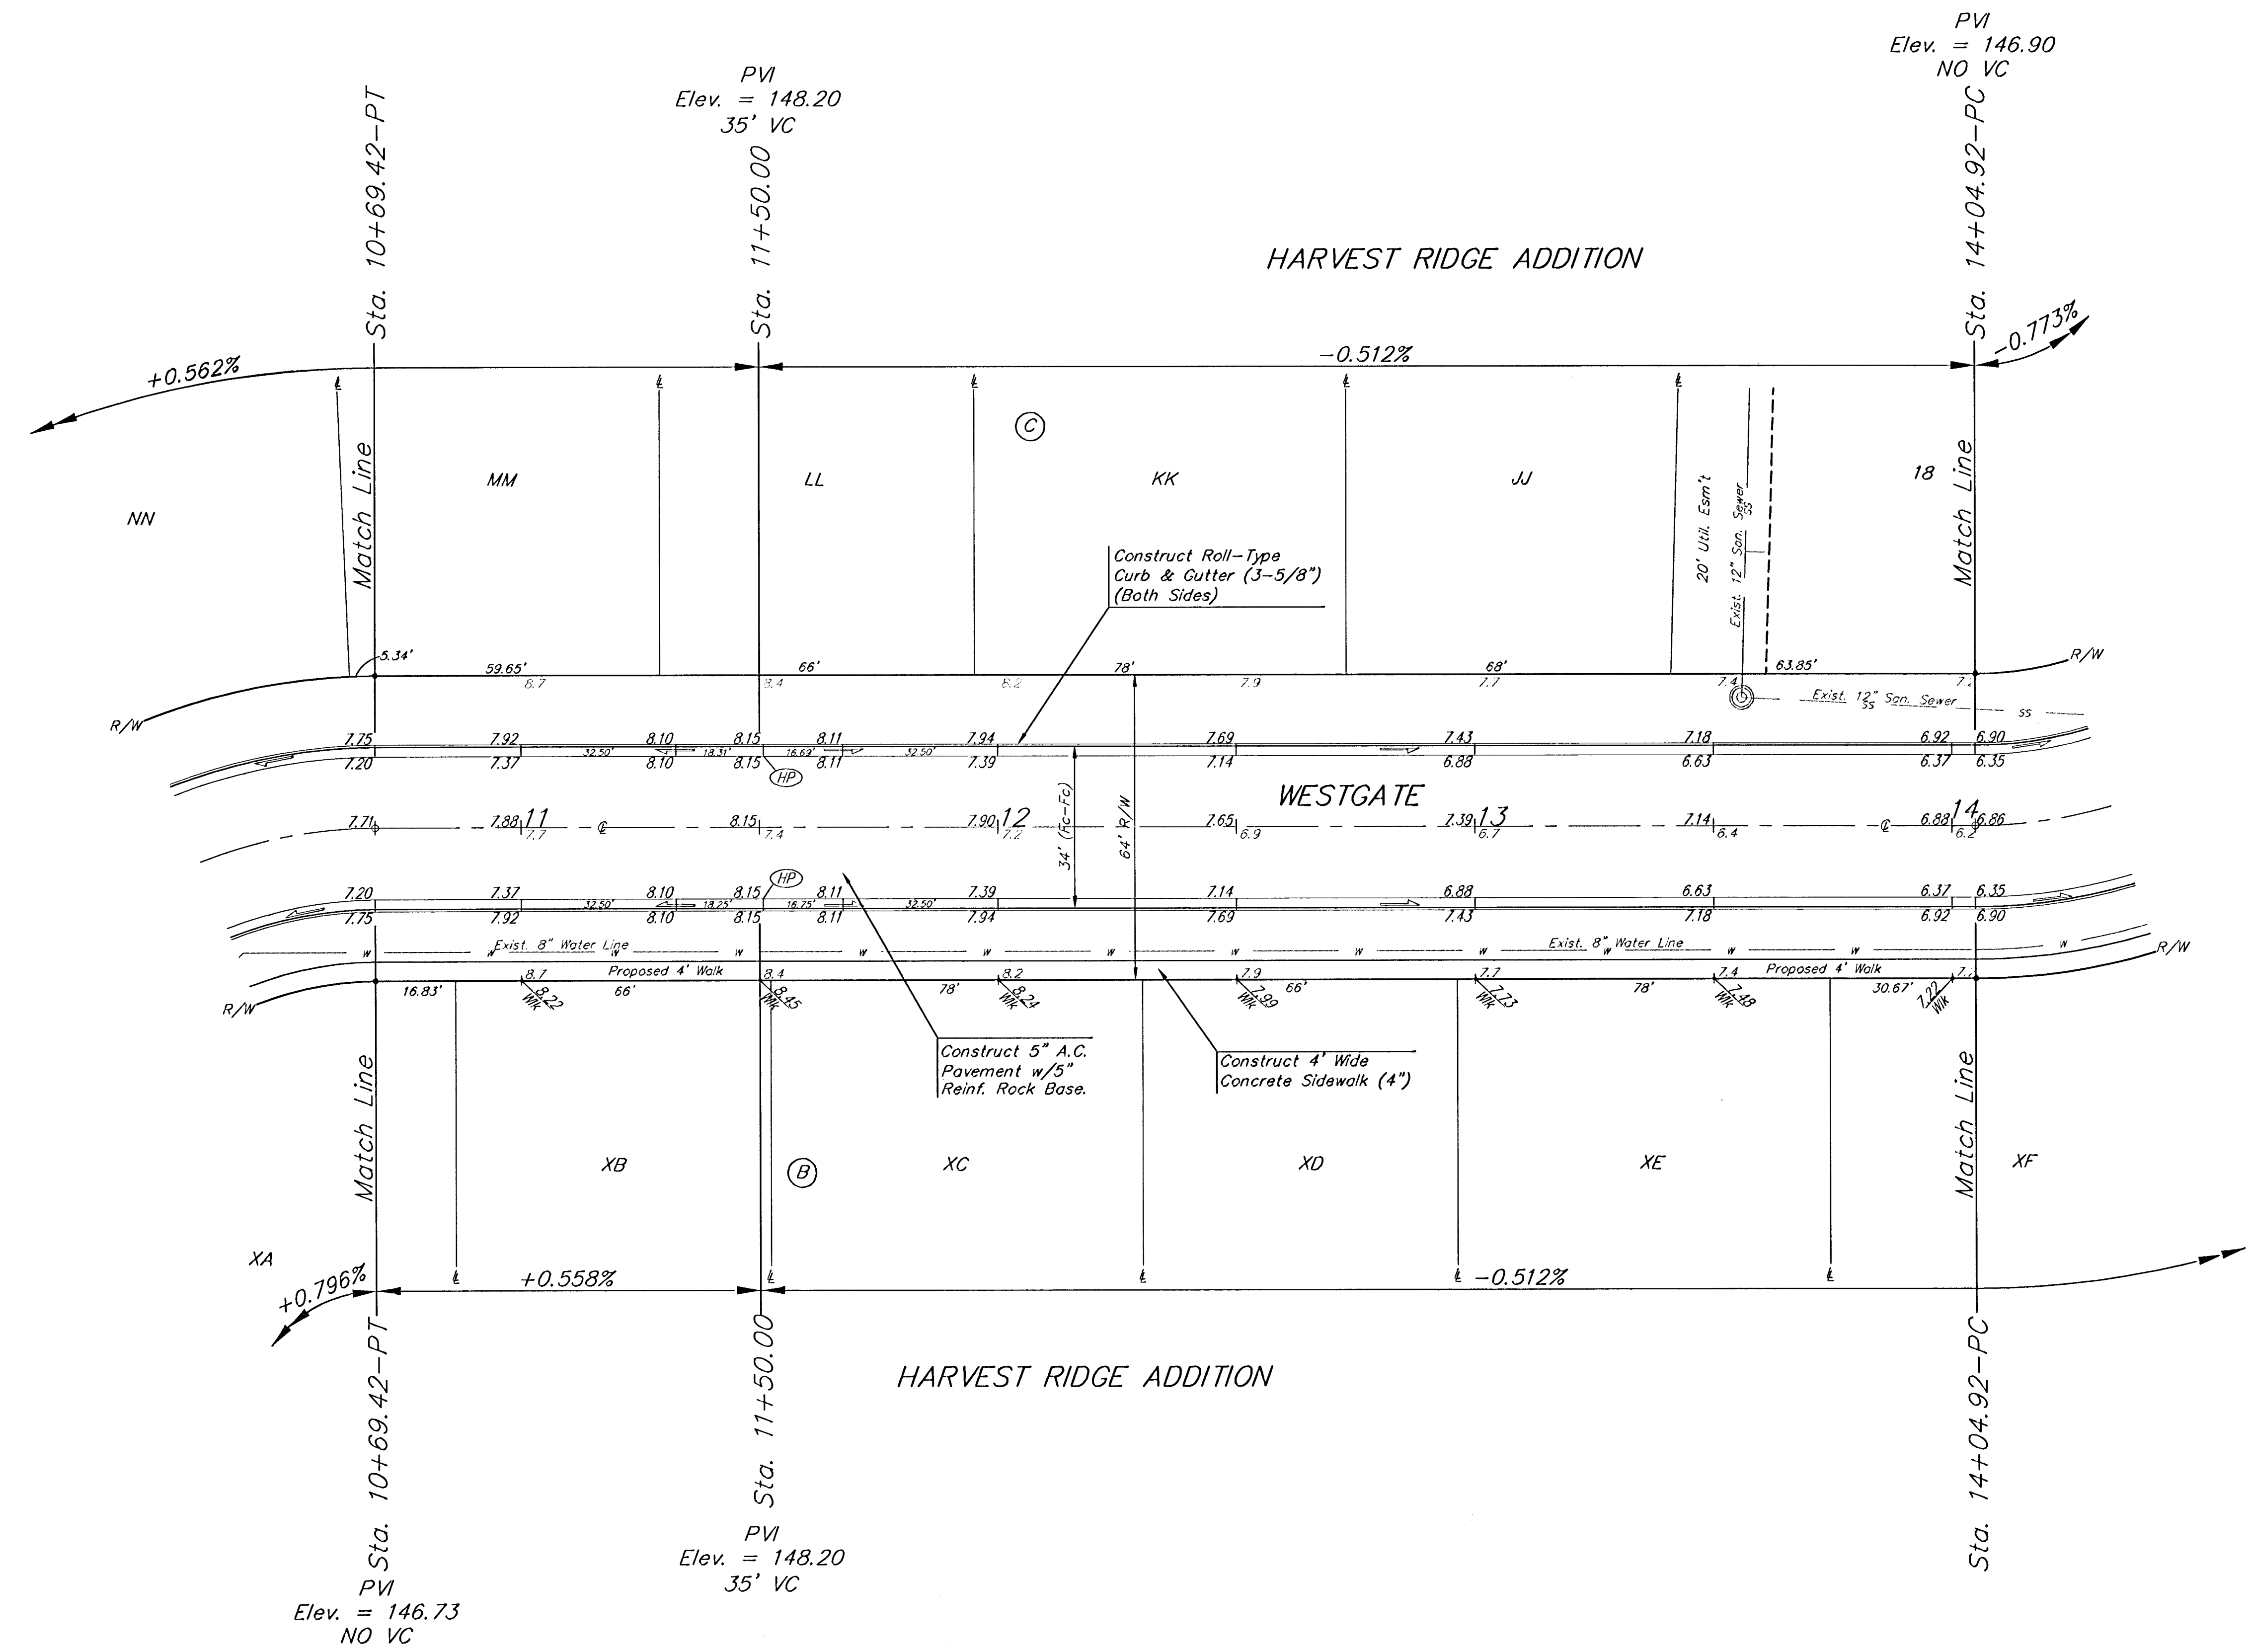 PVI
Elev. = 146.90
NO VC
PVI
Elev. = 148.20
35' VC
Sta. 10+69.42-PT
Sta. 11+50.00
Sta. 14+04.92-PC
HARVEST RIDGE ADDITION
+0.562%
-0.512%
-0.773%
Match Line
NN
MM
LL
C
KK
JJ
20' Util. Esm't
Exist. 12" San. Sewer
SS
18
Match Line
Construct Roll-Type
Curb & Gutter (3-5/8")
(Both Sides)
5.34'
59.65'
66'
78'
68'
63.85'
R/W
8.7
8.4
8.2
7.9
7.7
7.4
Exist. 12" San. Sewer
SS
SS
R/W
7.75 7.92 8.10 8.15 8.11 7.94 7.69 7.43 7.18 6.92 6.90
32.50' 18.31' 16.69' 32.50'
7.20 7.37 8.10 8.15 8.11 7.39 7.14 6.88 6.63 6.37 6.35
HP
34' (Fc-Fc)
64' R/W
WESTGATE
7.71 7.88 11 8.15 7.90 12 7.65 7.39 13 7.14 6.88 14 6.86
7.7 7.4 7.2 6.9 6.7 6.4 6.2
HP
7.20 7.37 8.10 8.15 8.11 7.39 7.14 6.88 6.63 6.37 6.35
32.50' 18.25' 16.75' 32.50'
7.75 7.92 8.10 8.15 8.11 7.94 7.69 7.43 7.18 6.92 6.90
Exist. 8" Water Line
Exist. 8" Water Line
W W W W W W W W W W W W W W W
R/W
Proposed 4' Walk
Proposed 4' Walk
8.7 8.4 8.2 7.9 7.7 7.4
R/W
16.83' 66' 78' 66' 78' 30.67'
8.22
Wlk
8.45
Wlk
8.24
Wlk
7.99
Wlk
7.73
Wlk
7.48
Wlk
7.22
Wlk
Construct 5" A.C.
Pavement w/5"
Reinf. Rock Base.
Construct 4' Wide
Concrete Sidewalk (4")
Match Line
XA
XB
B
XC
XD
XE
XF
Match Line
+0.796%
+0.558%
-0.512%
Sta. 10+69.42-PT
Sta. 11+50.00
Sta. 14+04.92-PC
HARVEST RIDGE ADDITION
PVI
Elev. = 148.20
35' VC
PVI
Elev. = 146.73
NO VC